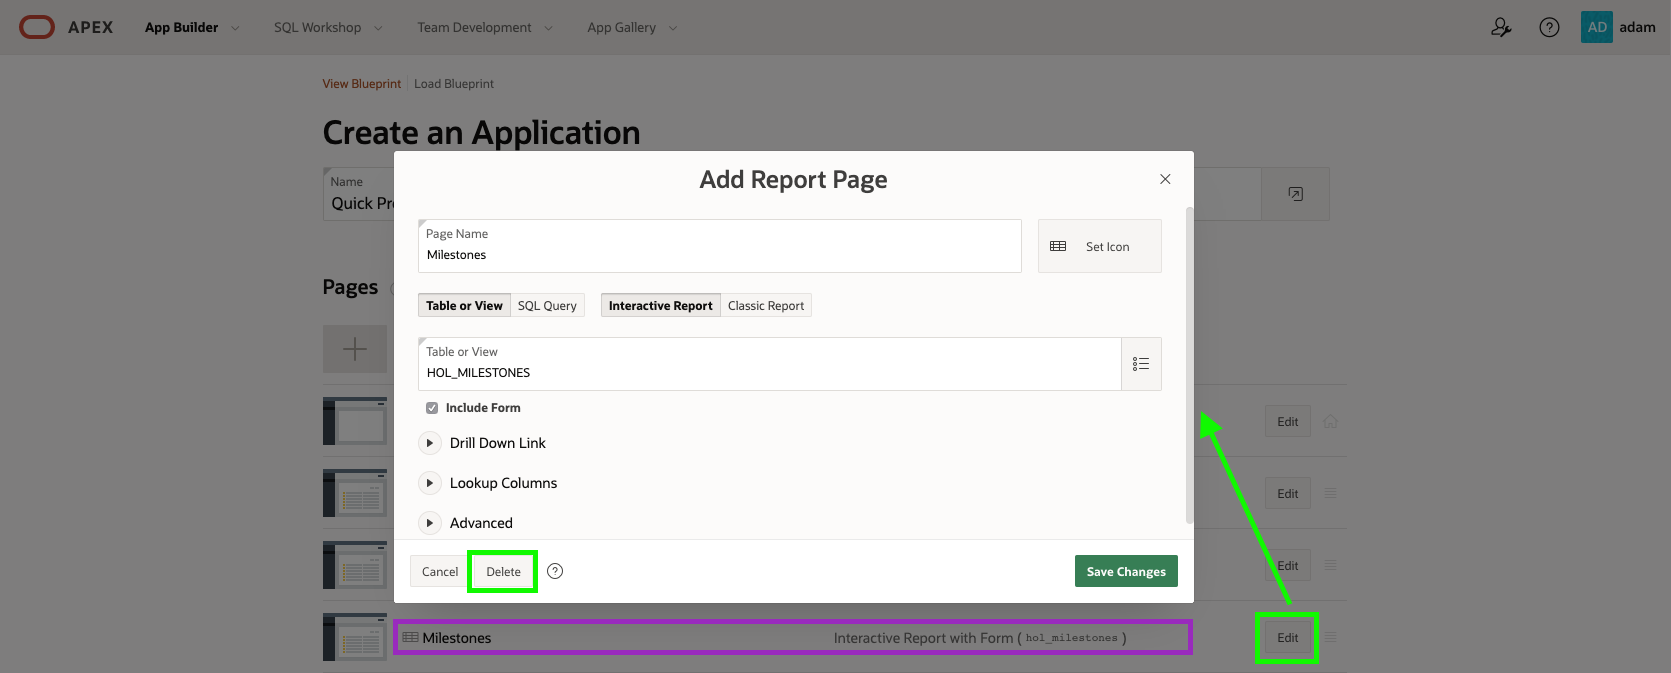 APEX App Builder SQL Workshop Team Development App Gallery AD adam
View Blueprint Load Blueprint
Create an Application
Name
Quick Pr
Pages
Add Report Page
Page Name
Milestones
Set Icon
Table or View SQL Query Interactive Report Classic Report
Table or View
HOL_MILESTONES
Include Form
Drill Down Link
Lookup Columns
Advanced
Cancel Delete ? Save Changes
Edit
Edit
Edit
Milestones Interactive Report with Form ( hol_milestones ) Edit